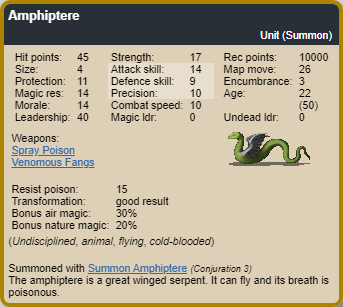 Amphiptere
Unit (Summon)
Hit points: 45 Strength: 17 Rec points: 10000
Size: 4 Attack skill: 14 Map move: 26
Protection: 11 Defence skill: 9 Encumbrance: 3
Magic res: 14 Precision: 10 Age: 22
Morale: 14 Combat speed: 10 (50)
Leadership: 40 Magic ldr: 0 Undead ldr: 0
Weapons:
Spray Poison
Venomous Fangs
Resist poison: 15
Transformation: good result
Bonus air magic: 30%
Bonus nature magic: 20%
(Undisciplined, animal, flying, cold-blooded)
Summoned with Summon Amphiptere (Conjuration 3)
The amphiptere is a great winged serpent. It can fly and its breath is
poisonous.